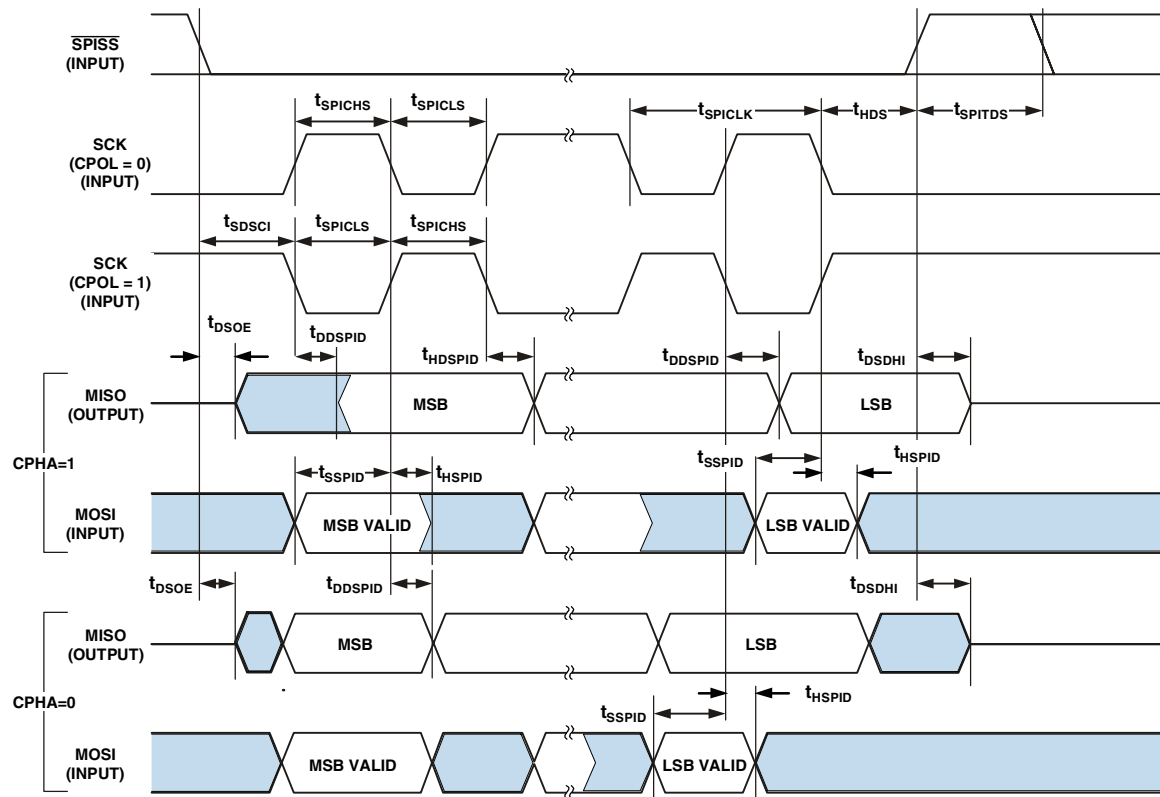 SPISS
(INPUT)
tSPICHS
tSPICLS
tSPICLK
tHDS
tSPITDS
SCK
(CPOL = 0)
(INPUT)
tSDSCI
tSPICLS
tSPICHS
SCK
(CPOL = 1)
(INPUT)
tDSOE
tDDSPID
tHDSPID
tDDSPID
tDSDHI
MISO
(OUTPUT)
MSB
LSB
CPHA=1
tSSPID
tHSPID
tSSPID
tHSPID
MOSI
(INPUT)
MSB VALID
LSB VALID
tDSOE
tDDSPID
tDSDHI
MISO
(OUTPUT)
MSB
LSB
CPHA=0
tSSPID
tHSPID
MOSI
(INPUT)
MSB VALID
LSB VALID